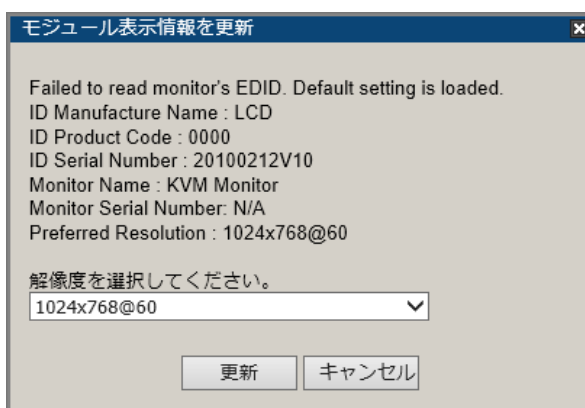 モジュール表示情報を更新
Failed to read monitor's EDID. Default setting is loaded.
ID Manufacture Name : LCD
ID Product Code : 0000
ID Serial Number : 20100212V10
Monitor Name : KVM Monitor
Monitor Serial Number: N/A
Preferred Resolution : 1024x768@60
解像度を選択してください。
1024x768@60
更新 キャンセル